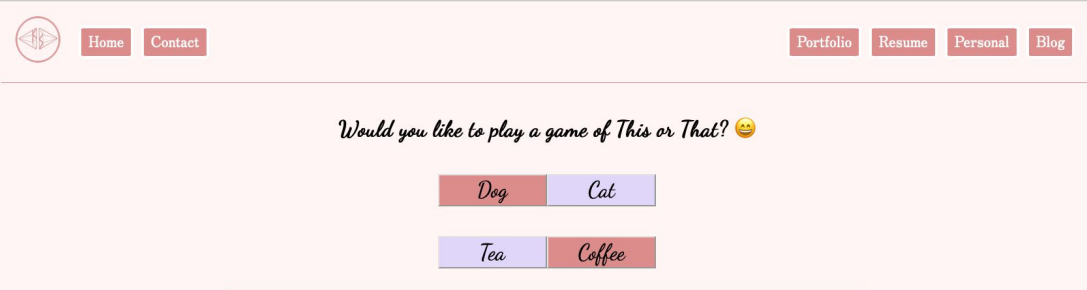 Home Contact Portfolio Resume Personal Blog
Would you like to play a game of This or That? 😄
Dog Cat
Tea Coffee